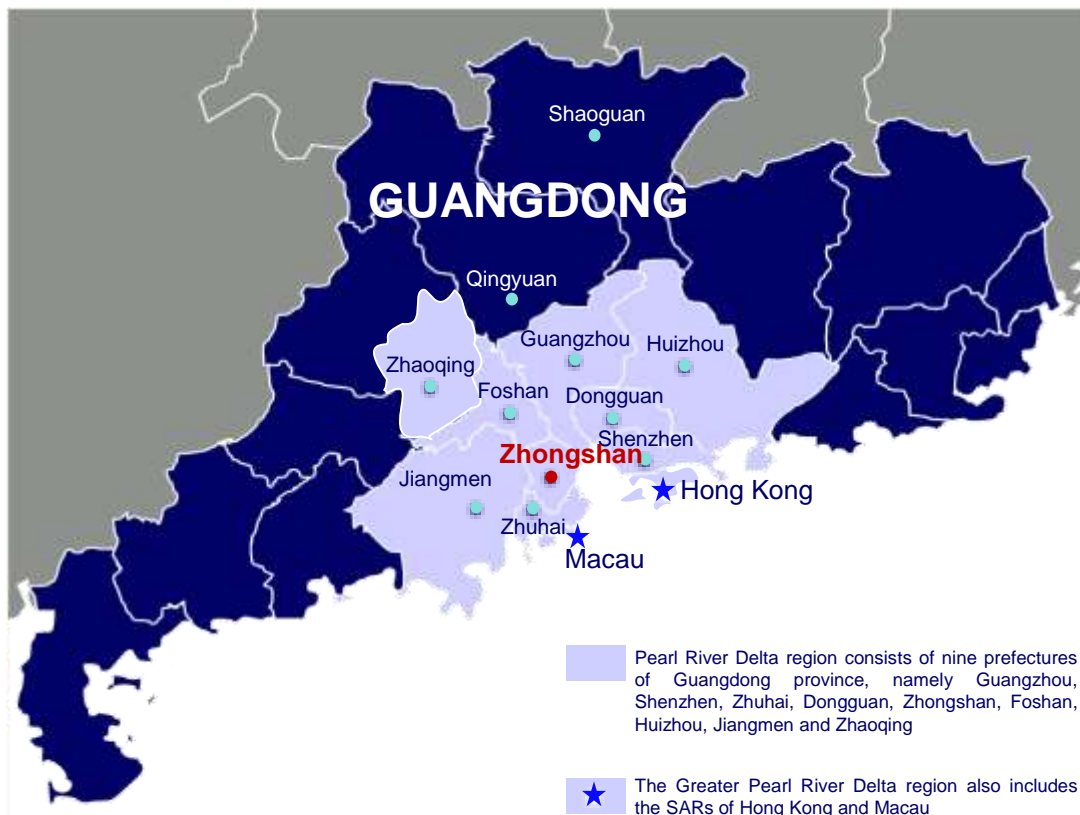 Shaoguan
GUANGDONG
Qingyuan
Guangzhou
Huizhou
Zhaoqing
Foshan
Dongguan
Shenzhen
Zhongshan
Jiangmen
Hong Kong
Zhuhai
Macau
Pearl River Delta region consists of nine prefectures
of Guangdong province, namely Guangzhou,
Shenzhen, Zhuhai, Dongguan, Zhongshan, Foshan,
Huizhou, Jiangmen and Zhaoqing
The Greater Pearl River Delta region also includes
the SARs of Hong Kong and Macau